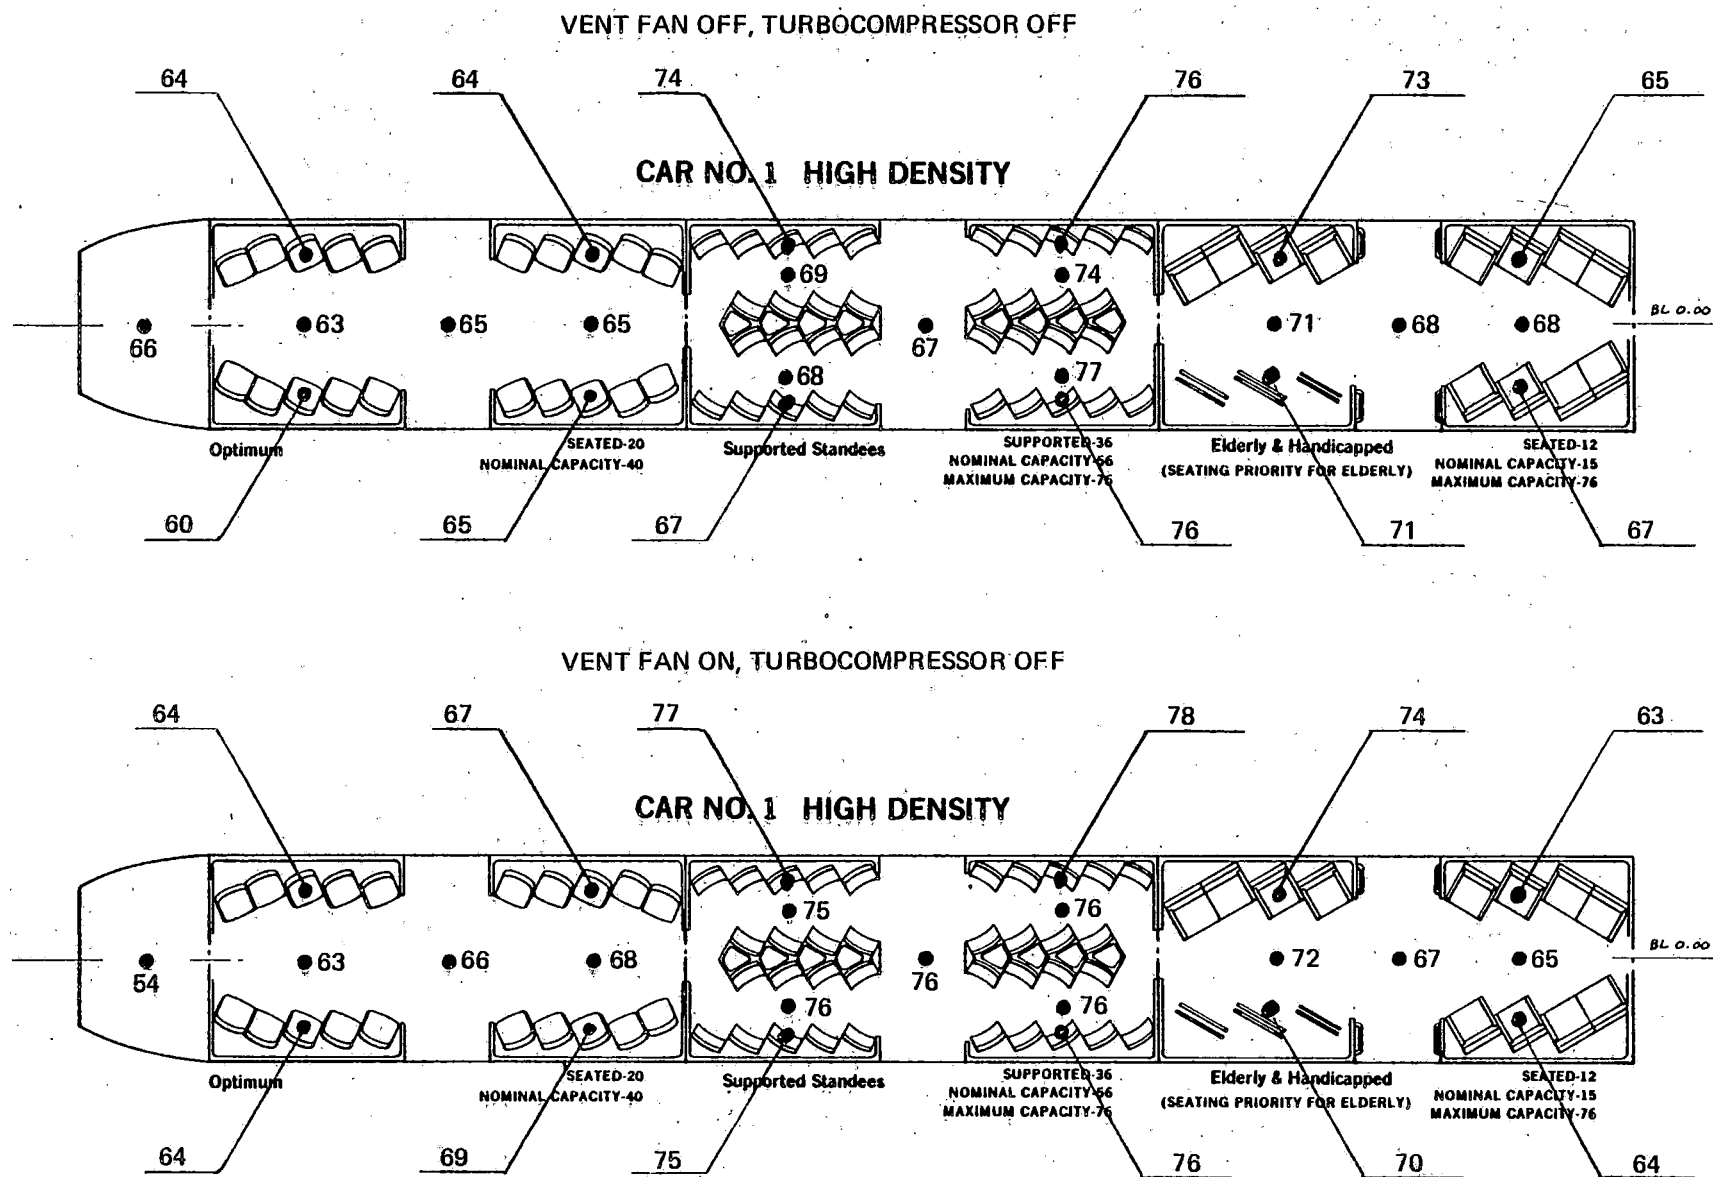 VENT FAN OFF, TURBOCOMPRESSOR OFF
64 64 74 76 73 65
CAR NO. 1 HIGH DENSITY
69 74
66 63 65 65 67 71 68 68 BL 0.00
68 77
Optimum SEATED-20 Supported Standees SUPPORTED-36 Elderly & Handicapped SEATED-12
NOMINAL CAPACITY-40 NOMINAL CAPACITY-56 (SEATING PRIORITY FOR ELDERLY) NOMINAL CAPACITY-15
MAXIMUM CAPACITY-76 MAXIMUM CAPACITY-76
60 65 67 76 71 67
VENT FAN ON, TURBOCOMPRESSOR OFF
64 67 77 78 74 63
CAR NO. 1 HIGH DENSITY
75 76
54 63 66 68 76 72 67 65 BL 0.00
76 76
Optimum SEATED-20 Supported Standees SUPPORTED-36 Elderly & Handicapped SEATED-12
NOMINAL CAPACITY-40 NOMINAL CAPACITY-56 (SEATING PRIORITY FOR ELDERLY) NOMINAL CAPACITY-15
MAXIMUM CAPACITY-76 MAXIMUM CAPACITY-76
64 69 75 76 70 64